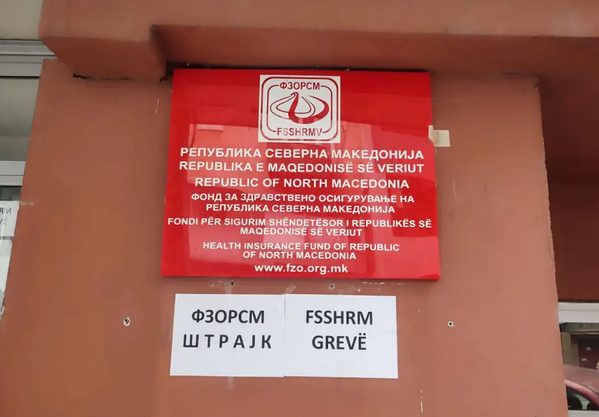 ФЗОРСМ
FSSHRMV
РЕПУБЛИКА СЕВЕРНА МАКЕДОНИЈА
REPUBLIKA E MAQEDONISË SË VERIUT
REPUBLIC OF NORTH MACEDONIA
ФОНД ЗА ЗДРАВСТВЕНО ОСИГУРУВАЊЕ НА
РЕПУБЛИКА СЕВЕРНА МАКЕДОНИЈА
FONDI PËR SIGURIM SHËNDETËSOR I REPUBLIKËS SË
MAQEDONISË SË VERIUT
HEALTH INSURANCE FUND OF REPUBLIC
OF NORTH MACEDONIA
www.fzo.org.mk
ФЗОРСМ
ШТРАЈК
FSSHRM
GREVË